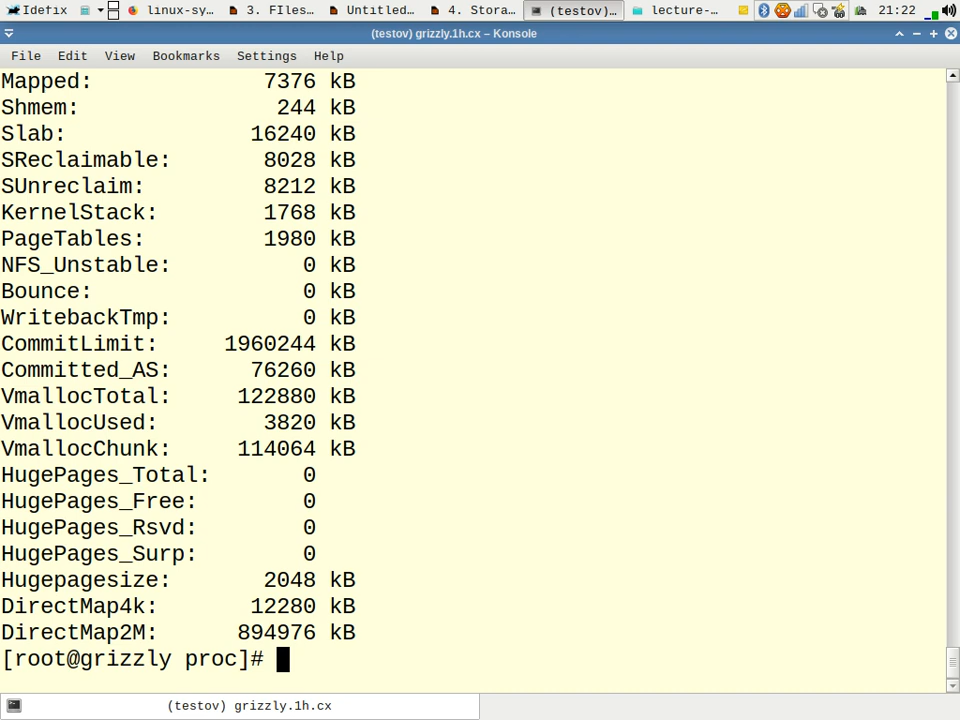 Idefix linux-sy… 3. FIles… Untitled… 4. Stora… (testov)… lecture-… 21:22
(testov) grizzly.1h.cx – Konsole
File Edit View Bookmarks Settings Help
Mapped: 7376 kB
Shmem: 244 kB
Slab: 16240 kB
SReclaimable: 8028 kB
SUnreclaim: 8212 kB
KernelStack: 1768 kB
PageTables: 1980 kB
NFS_Unstable: 0 kB
Bounce: 0 kB
WritebackTmp: 0 kB
CommitLimit: 1960244 kB
Committed_AS: 76260 kB
VmallocTotal: 122880 kB
VmallocUsed: 3820 kB
VmallocChunk: 114064 kB
HugePages_Total: 0
HugePages_Free: 0
HugePages_Rsvd: 0
HugePages_Surp: 0
Hugepagesize: 2048 kB
DirectMap4k: 12280 kB
DirectMap2M: 894976 kB
[root@grizzly proc]#
(testov) grizzly.1h.cx